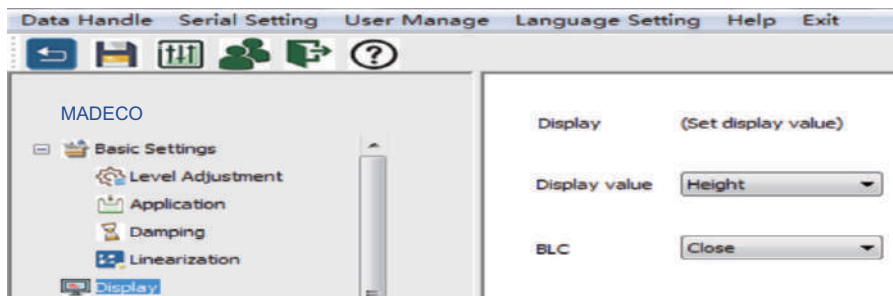 Data Handle Serial Setting User Manage Language Setting Help Exit
MADECO
Basic Settings
Level Adjustment
Application
Damping
Linearization
Display
Display (Set display value)
Display value Height
BLC Close